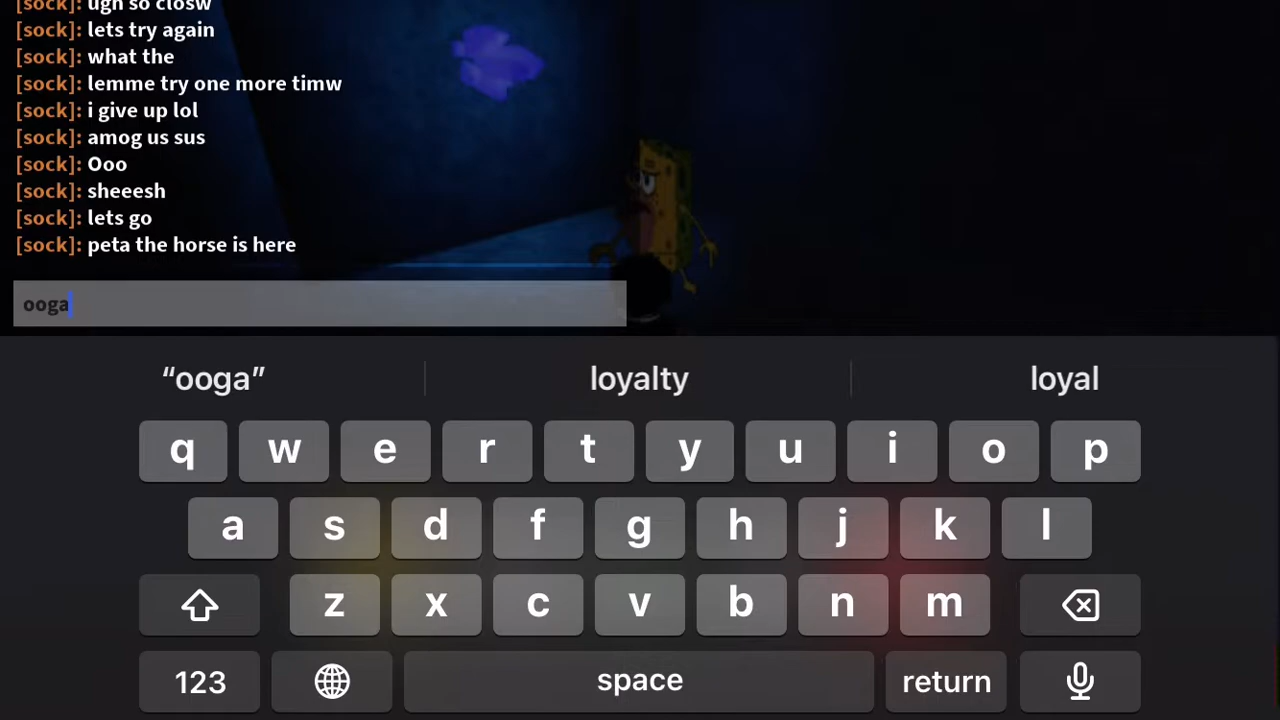 [sock]: ugh so closw
[sock]: lets try again
[sock]: what the
[sock]: lemme try one more timw
[sock]: i give up lol
[sock]: amog us sus
[sock]: Ooo
[sock]: sheeesh
[sock]: lets go
[sock]: peta the horse is here
ooga
“ooga” loyalty loyal
q w e r t y u i o p
a s d f g h j k l
z x c v b n m
123 space return